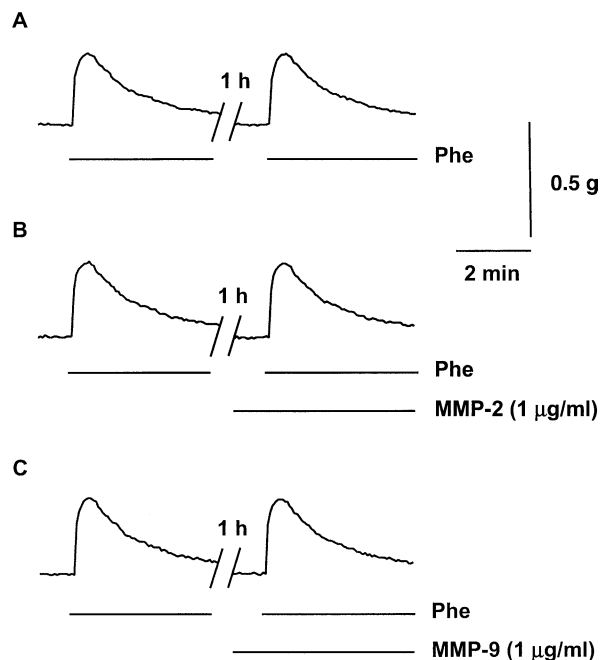 A
1 h
Phe
0.5 g
2 min
B
1 h
Phe
MMP-2 (1 μg/ml)
C
1 h
Phe
MMP-9 (1 μg/ml)